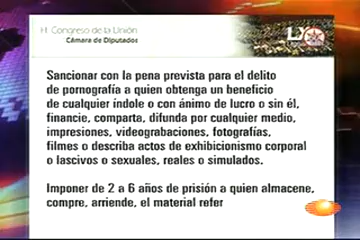 H. Congreso de la Unión
Cámara de Diputados
Sancionar con la pena prevista para el delito
de pornografía a quien obtenga un beneficio
de cualquier índole o con ánimo de lucro o sin él,
financie, comparta, difunda por cualquier medio,
impresiones, videograbaciones, fotografías,
filmes o describa actos de exhibicionismo corporal
o lascivos o sexuales, reales o simulados.
Imponer de 2 a 6 años de prisión a quien almacene,
compre, arriende, el material refer